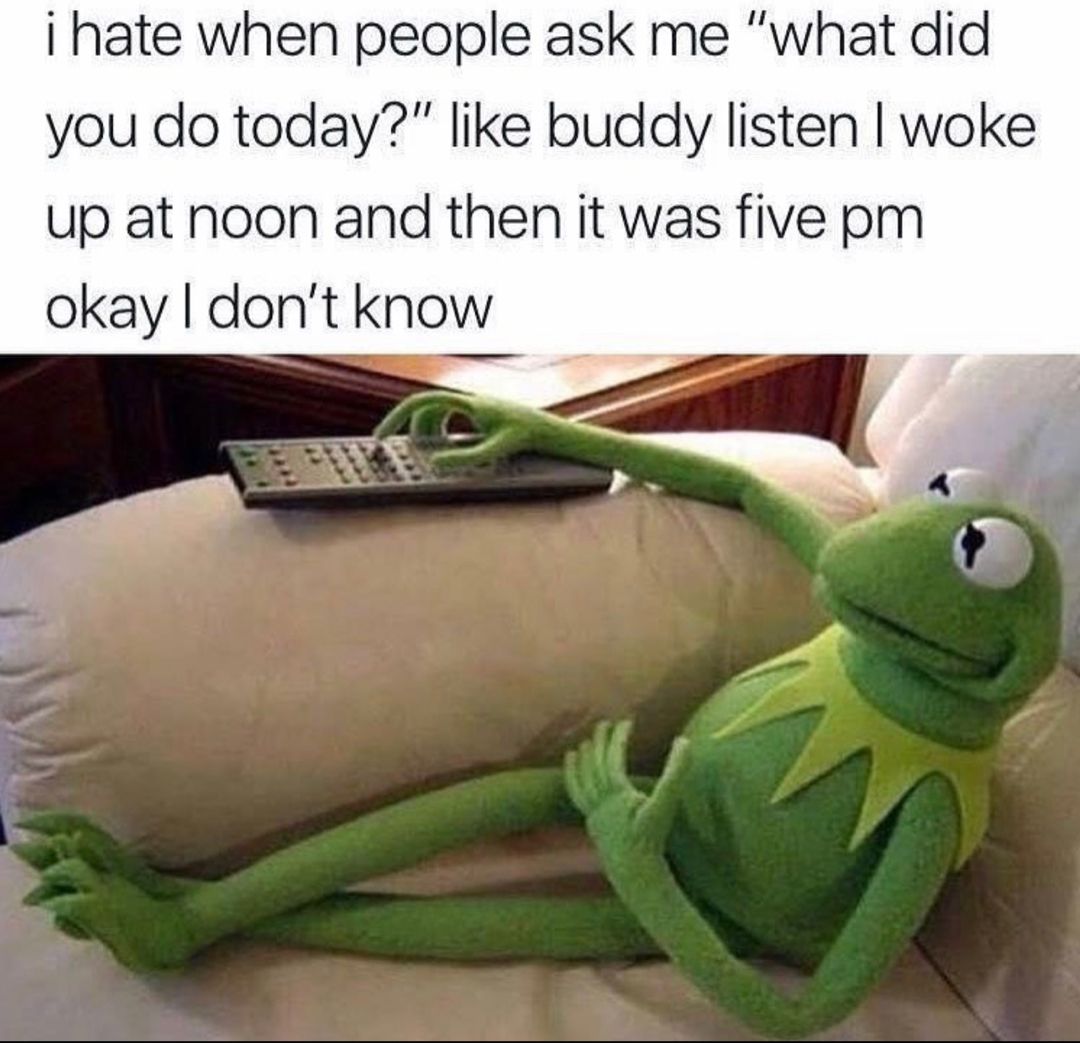 i hate when people ask me "what did
you do today?" like buddy listen I woke
up at noon and then it was five pm
okay I don't know